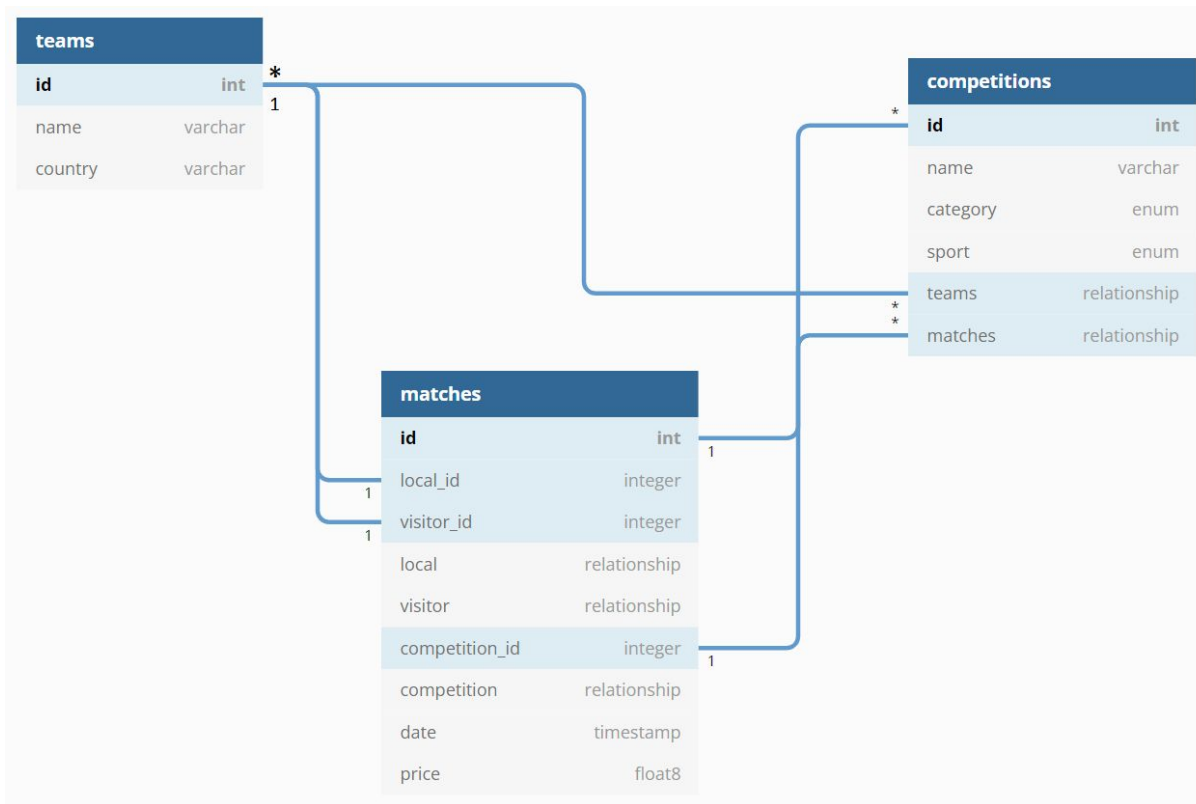 teams
id int
name varchar
country varchar
*
1
competitions
* id int
name varchar
category enum
sport enum
teams relationship
*
*
matches relationship
matches
id int
1
local_id integer
1
visitor_id integer
1
local relationship
visitor relationship
competition_id integer
1
competition relationship
date timestamp
price float8